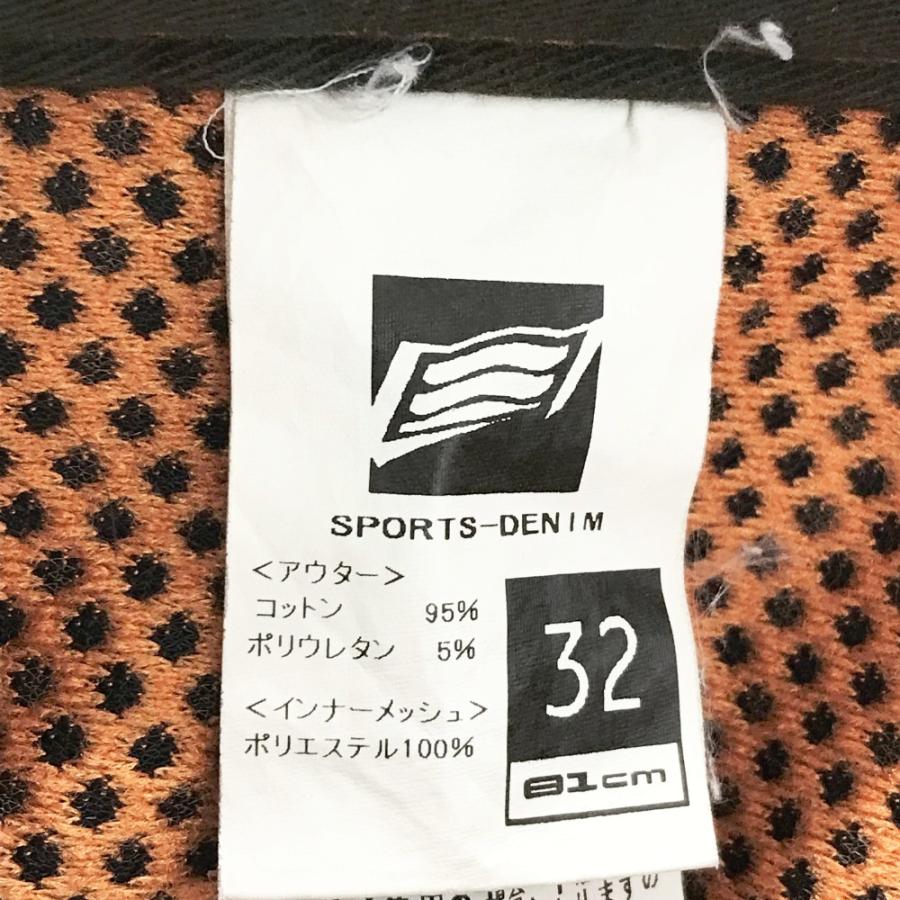 SPORTS-DENIM
＜アウター＞
コットン 95%
ポリウレタン 5%
＜インナーメッシュ＞
ポリエステル100%
32
81cm